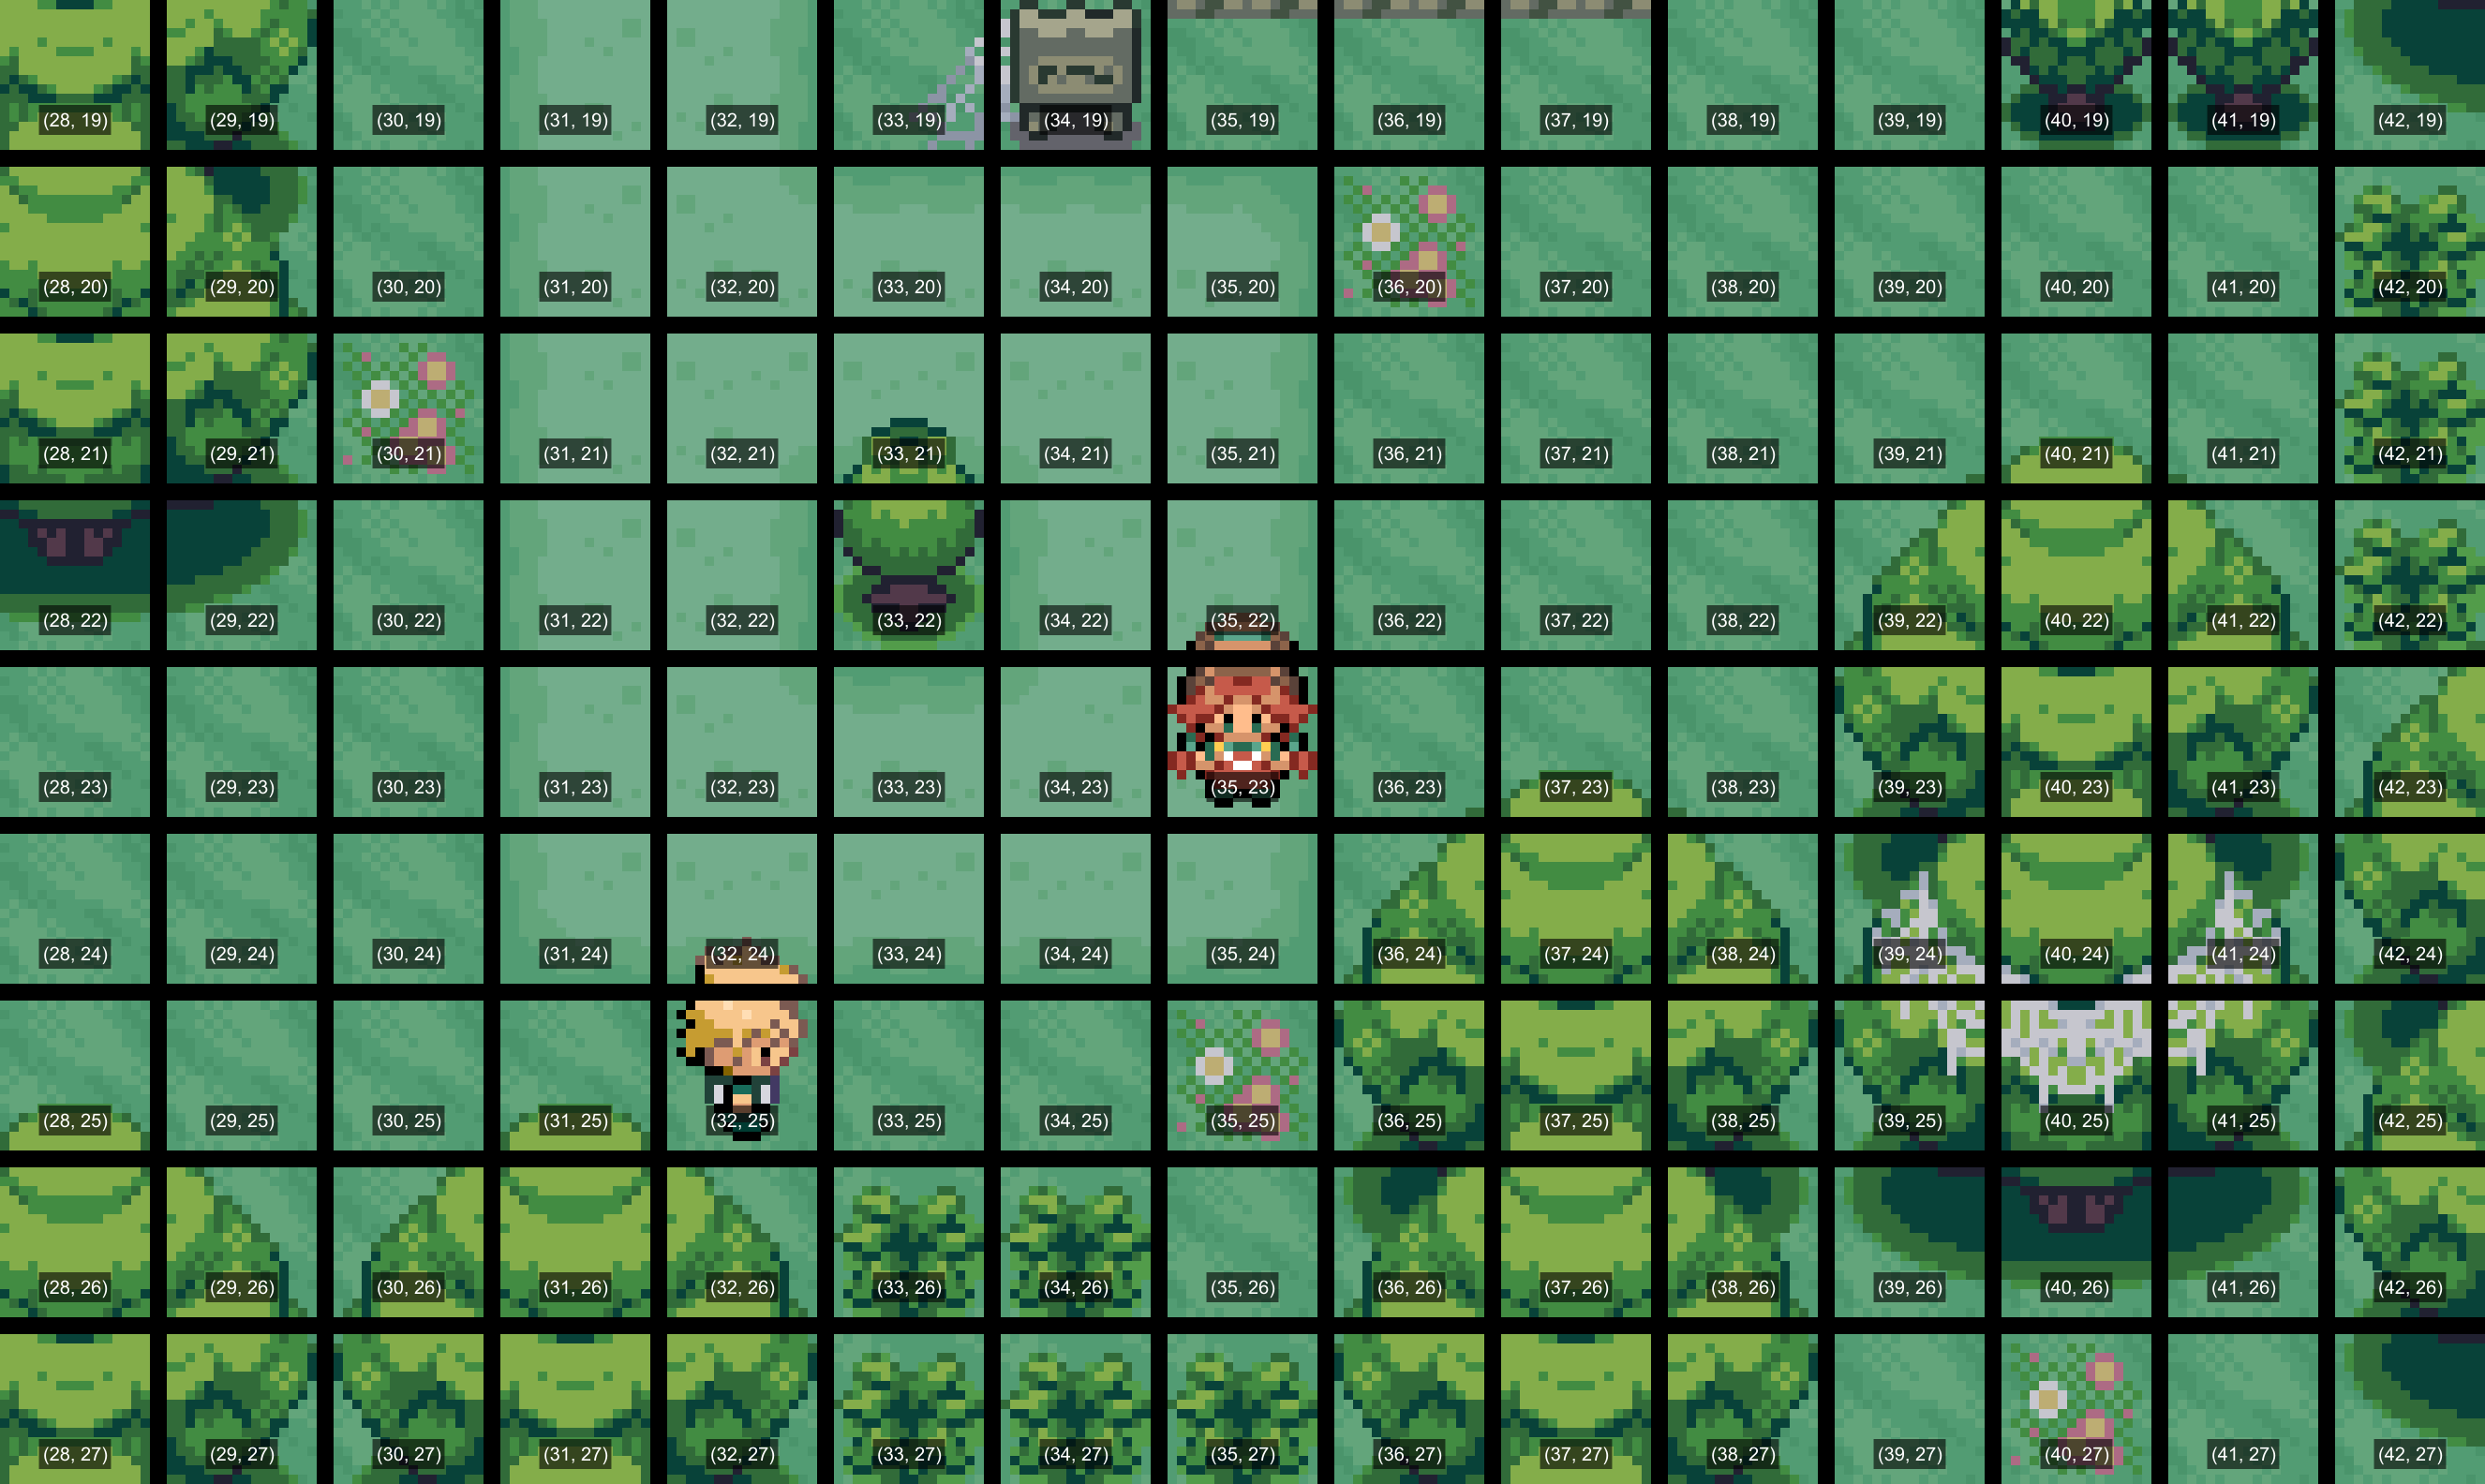 (28, 19) (29, 19) (30, 19) (31, 19) (32, 19) (33, 19) (34, 19) (35, 19) (36, 19) (37, 19) (38, 19) (39, 19) (40, 19) (41, 19) (42, 19)
(28, 20) (29, 20) (30, 20) (31, 20) (32, 20) (33, 20) (34, 20) (35, 20) (36, 20) (37, 20) (38, 20) (39, 20) (40, 20) (41, 20) (42, 20)
(28, 21) (29, 21) (30, 21) (31, 21) (32, 21) (33, 21) (34, 21) (35, 21) (36, 21) (37, 21) (38, 21) (39, 21) (40, 21) (41, 21) (42, 21)
(28, 22) (29, 22) (30, 22) (31, 22) (32, 22) (33, 22) (34, 22) (35, 22) (36, 22) (37, 22) (38, 22) (39, 22) (40, 22) (41, 22) (42, 22)
(28, 23) (29, 23) (30, 23) (31, 23) (32, 23) (33, 23) (34, 23) (35, 23) (36, 23) (37, 23) (38, 23) (39, 23) (40, 23) (41, 23) (42, 23)
(28, 24) (29, 24) (30, 24) (31, 24) (32, 24) (33, 24) (34, 24) (35, 24) (36, 24) (37, 24) (38, 24) (39, 24) (40, 24) (41, 24) (42, 24)
(28, 25) (29, 25) (30, 25) (31, 25) (32, 25) (33, 25) (34, 25) (35, 25) (36, 25) (37, 25) (38, 25) (39, 25) (40, 25) (41, 25) (42, 25)
(28, 26) (29, 26) (30, 26) (31, 26) (32, 26) (33, 26) (34, 26) (35, 26) (36, 26) (37, 26) (38, 26) (39, 26) (40, 26) (41, 26) (42, 26)
(28, 27) (29, 27) (30, 27) (31, 27) (32, 27) (33, 27) (34, 27) (35, 27) (36, 27) (37, 27) (38, 27) (39, 27) (40, 27) (41, 27) (42, 27)